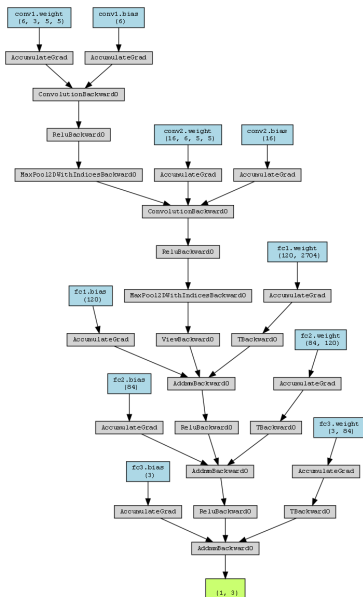 conv1.weight
(6, 3, 5, 5)
conv1.bias
(6)
AccumulateGrad
AccumulateGrad
ConvolutionBackward0
ReluBackward0
conv2.weight
(16, 6, 5, 5)
conv2.bias
(16)
MaxPool2DWithIndicesBackward0
AccumulateGrad
AccumulateGrad
ConvolutionBackward0
ReluBackward0
fc1.weight
(120, 2704)
fc1.bias
(120)
MaxPool2DWithIndicesBackward0
AccumulateGrad
AccumulateGrad
ViewBackward0
TBackward0
fc2.weight
(84, 120)
fc2.bias
(84)
AddmmBackward0
AccumulateGrad
AccumulateGrad
ReluBackward0
TBackward0
fc3.weight
(3, 84)
fc3.bias
(3)
AddmmBackward0
AccumulateGrad
AccumulateGrad
ReluBackward0
TBackward0
AddmmBackward0
(1, 3)